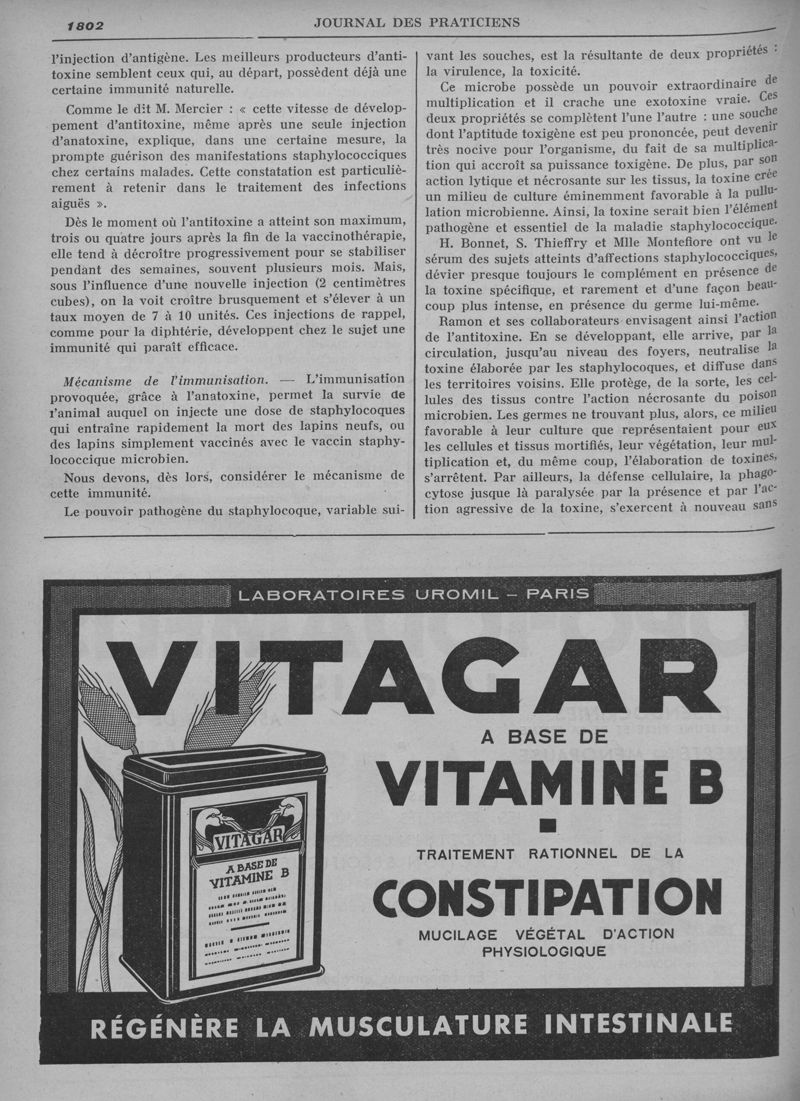 1802
JOURNAL DES PRATICIENS
l'injection d'antigène. Les meilleurs producteurs d'anti-
toxine semblent ceux qui, au départ, possèdent déjà une
certaine immunité naturelle.
Comme le dit M. Mercier : « cette vitesse de dévelop-
pement d'antitoxine, même après une seule injection
d'anatoxine, explique, dans une certaine mesure, la
prompte guérison des manifestations staphylococciques
chez certains malades. Cette constatation est particuliè-
rement à retenir dans le traitement des infections
aiguës ».
Dès le moment où l'antitoxine a atteint son maximum,
trois ou quatre jours après la fin de la vaccinothérapie,
elle tend à décroître progressivement pour se stabiliser
pendant des semaines, souvent plusieurs mois. Mais,
sous l'influence d'une nouvelle injection (2 centimètres
cubes), on la voit croître brusquement et s'élever à un
taux moyen de 7 à 10 unités. Ces injections de rappel,
comme pour la diphtérie, développent chez le sujet une
immunité qui paraît efficace.
Mécanisme de l'immunisation. — L'immunisation
provoquée, grâce à l'anatoxine, permet la survie de
l'animal auquel on injecte une dose de staphylocoques
qui entraîne rapidement la mort des lapins neufs, ou
des lapins simplement vaccinés avec le vaccin staphy-
lococcique microbien.
Nous devons, dès lors, considérer le mécanisme de
cette immunité.
Le pouvoir pathogène du staphylocoque, variable sui-
vant les souches, est la résultante de deux propriétés :
la virulence, la toxicité.
Ce microbe possède un pouvoir extraordinaire de
multiplication et il crache une exotoxine vraie. Ces
deux propriétés se complètent l'une l'autre : une souche
dont l'aptitude toxigène est peu prononcée, peut devenir
très nocive pour l'organisme, du fait de sa multiplica-
tion qui accroît sa puissance toxigène. De plus, par son
action lytique et nécrosante sur les tissus, la toxine crée
un milieu de culture éminemment favorable à la pullu-
lation microbienne. Ainsi, la toxine serait bien l'élément
pathogène et essentiel de la maladie staphylococcique.
H. Bonnet, S. Thieffry et Mlle Montefiore ont vu le
sérum des sujets atteints d'affections staphylococciques,
dévier presque toujours le complément en présence de
la toxine spécifique, et rarement et d'une façon beau-
coup plus intense, en présence du germe lui-même.
Ramon et ses collaborateurs envisagent ainsi l'action
de l'antitoxine. En se développant, elle arrive, par la
circulation, jusqu'au niveau des foyers, neutralise la
toxine élaborée par les staphylocoques, et diffuse dans
les territoires voisins. Elle protège, de la sorte, les cel-
lules des tissus contre l'action nécrosante du poison
microbien. Les germes ne trouvant plus, alors, ce milieu
favorable à leur culture que représentaient pour eux
les cellules et tissus mortifiés, leur végétation, leur mul-
tiplication et, du même coup, l'élaboration de toxines,
s'arrêtent. Par ailleurs, la défense cellulaire, la phago-
cytose jusque là paralysée par la présence et par l'ac-
tion agressive de la toxine, s'exercent à nouveau sans
LABORATOIRES UROMIL – PARIS
VITAGAR
A BASE DE
VITAMINE B
TRAITEMENT RATIONNEL DE LA
CONSTIPATION
MUCILAGE VÉGÉTAL D'ACTION
PHYSIOLOGIQUE
VITAGAR
A BASE DE
VITAMINE B
RÉGÉNÈRE LA MUSCULATURE INTESTINALE